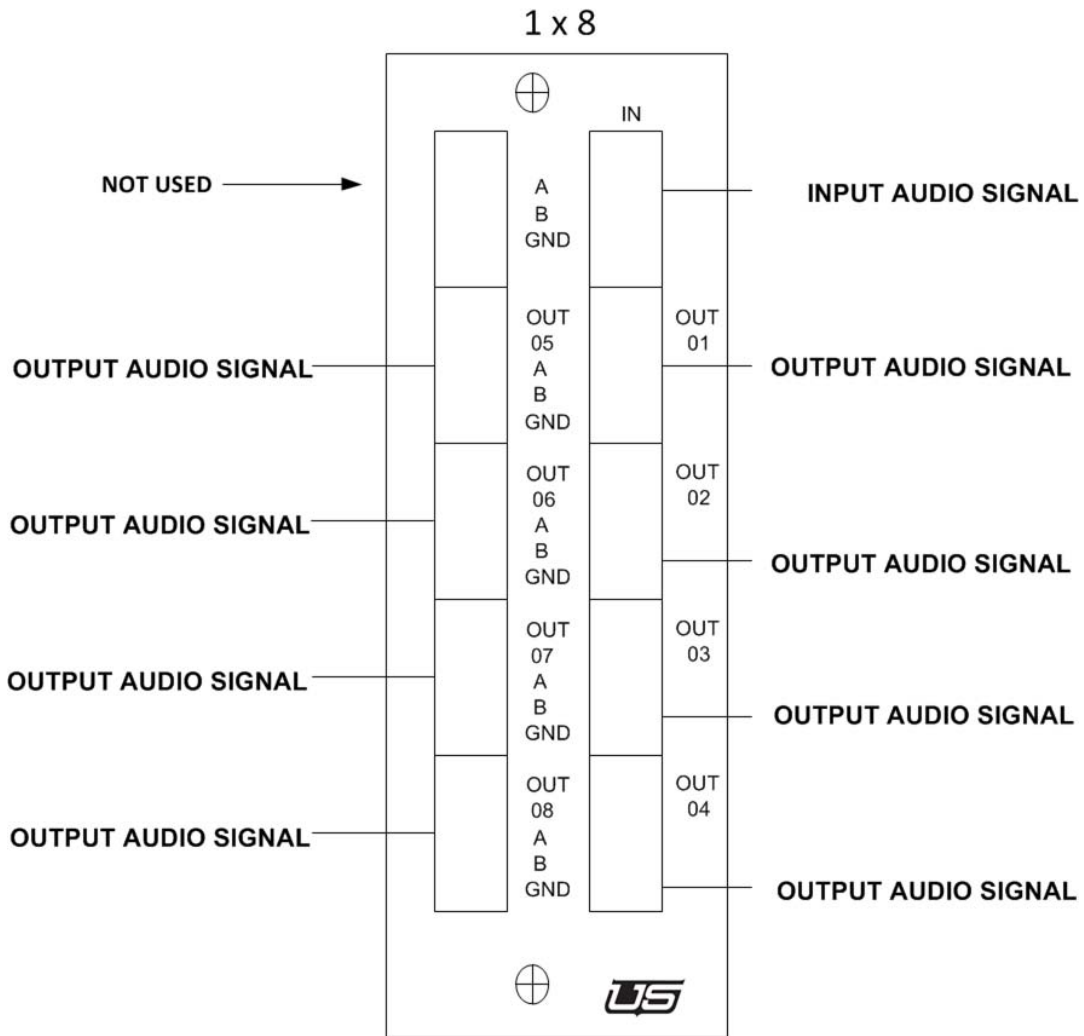 1 x 8
IN
NOT USED
A
B
GND
INPUT AUDIO SIGNAL
OUT
05
A
B
GND
OUT
01
OUTPUT AUDIO SIGNAL
OUTPUT AUDIO SIGNAL
OUT
06
A
B
GND
OUT
02
OUTPUT AUDIO SIGNAL
OUTPUT AUDIO SIGNAL
OUT
07
A
B
GND
OUT
03
OUTPUT AUDIO SIGNAL
OUTPUT AUDIO SIGNAL
OUT
08
A
B
GND
OUT
04
OUTPUT AUDIO SIGNAL
OUTPUT AUDIO SIGNAL
US